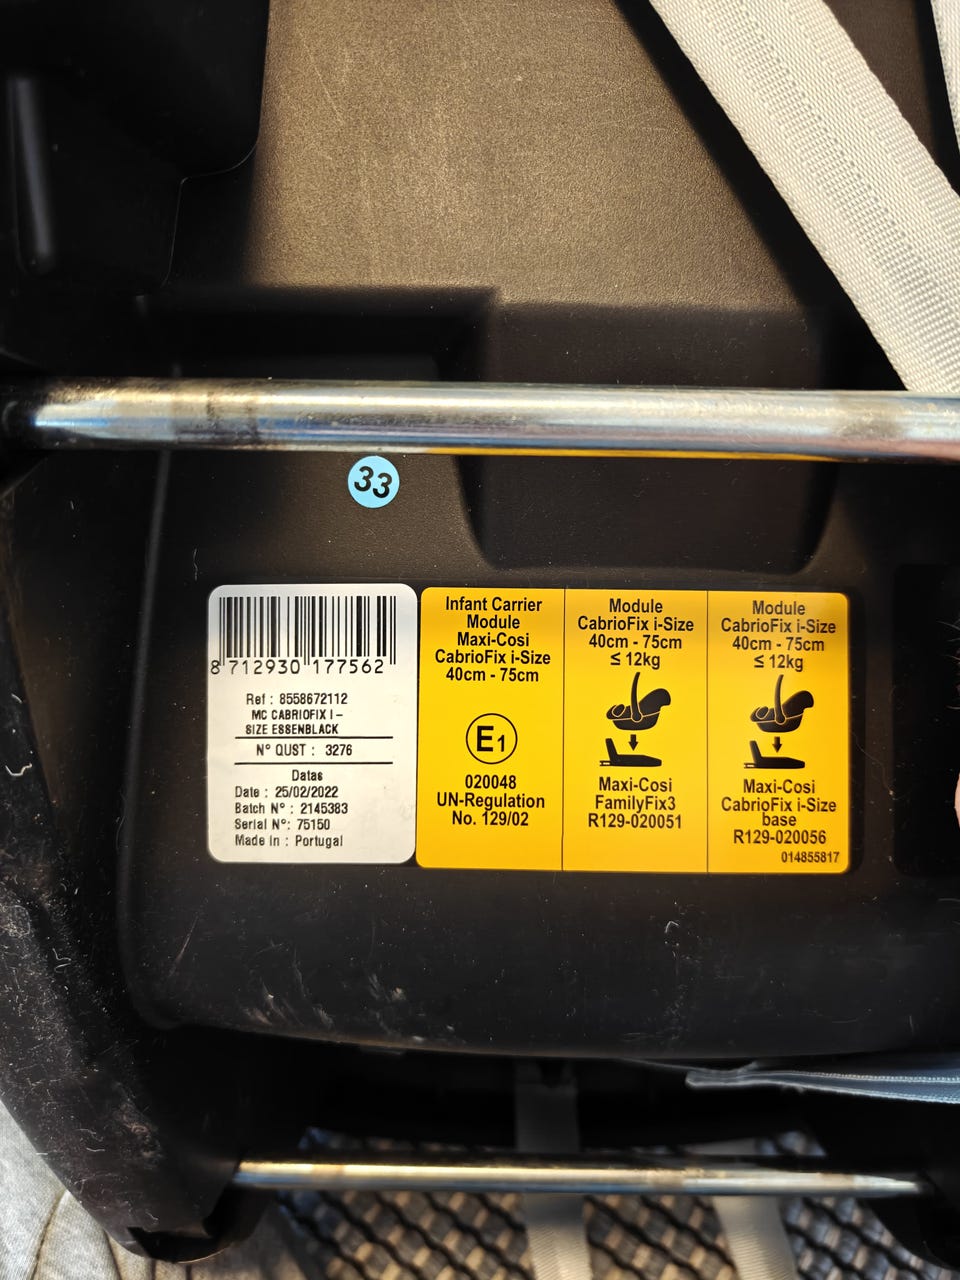 33
8 712930 177562
Ref : 8558672112
MC CABRIOFIX I-
SIZE ESSENBLACK
N° QUST : 3276
Datas
Date : 25/02/2022
Batch N° : 2145383
Serial N°: 75150
Made in : Portugal
Infant Carrier
Module
Maxi-Cosi
CabrioFix i-Size
40cm - 75cm
E1
020048
UN-Regulation
No. 129/02
Module
CabrioFix i-Size
40cm - 75cm
≤ 12kg
Maxi-Cosi
FamilyFix3
R129-020051
Module
CabrioFix i-Size
40cm - 75cm
≤ 12kg
Maxi-Cosi
CabrioFix i-Size
base
R129-020056
014855817